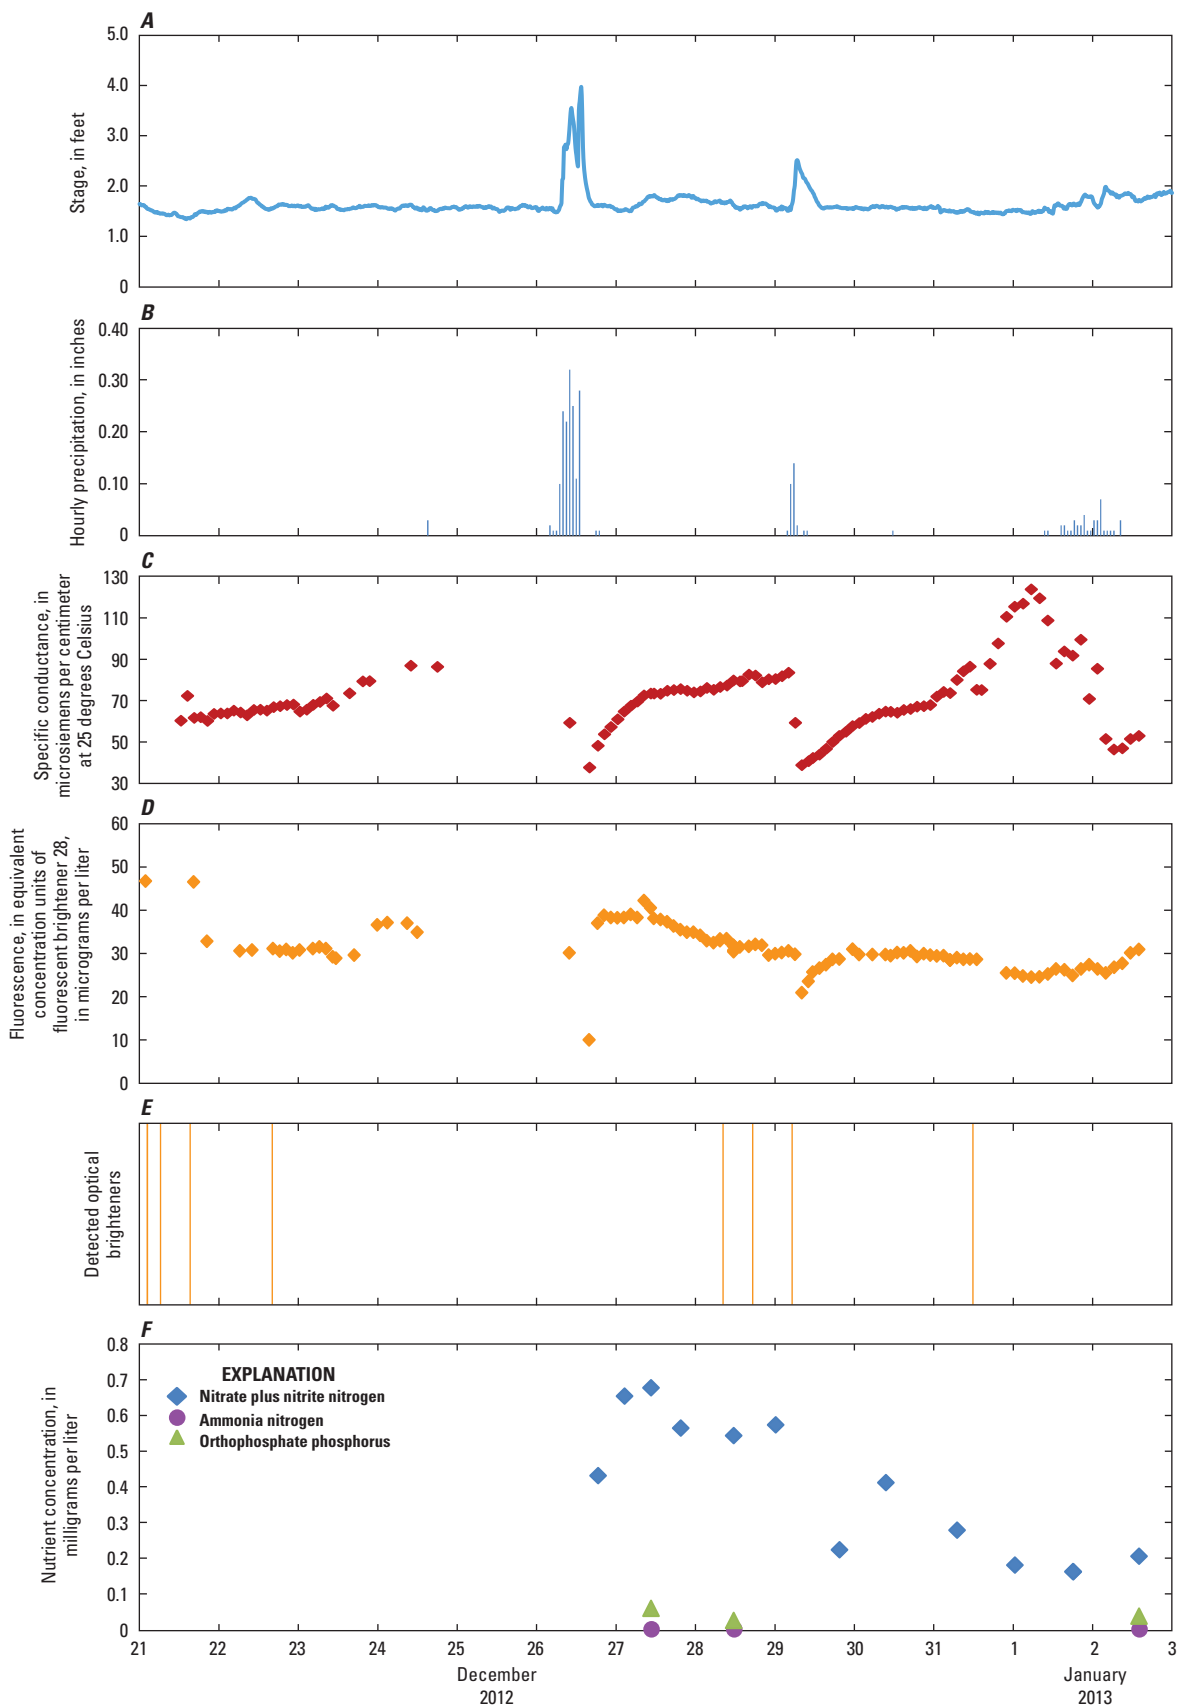 A
5.0
4.0
3.0
2.0
1.0
0
Stage, in feet
B
0.40
0.30
0.20
0.10
0
Hourly precipitation, in inches
C
130
110
90
70
50
30
Specific conductance, in
microsiemens per centimeter
at 25 degrees Celsius
D
60
50
40
30
20
10
0
Fluorescence, in equivalent
concentration units of
fluorescent brightener 28,
in micrograms per liter
E
Detected optical
brighteners
F
0.8
0.7
0.6
0.5
0.4
0.3
0.2
0.1
0
Nutrient concentration, in
milligrams per liter
EXPLANATION
Nitrate plus nitrite nitrogen
Ammonia nitrogen
Orthophosphate phosphorus
21 22 23 24 25 26 27 28 29 30 31 1 2 3
December January
2012 2013